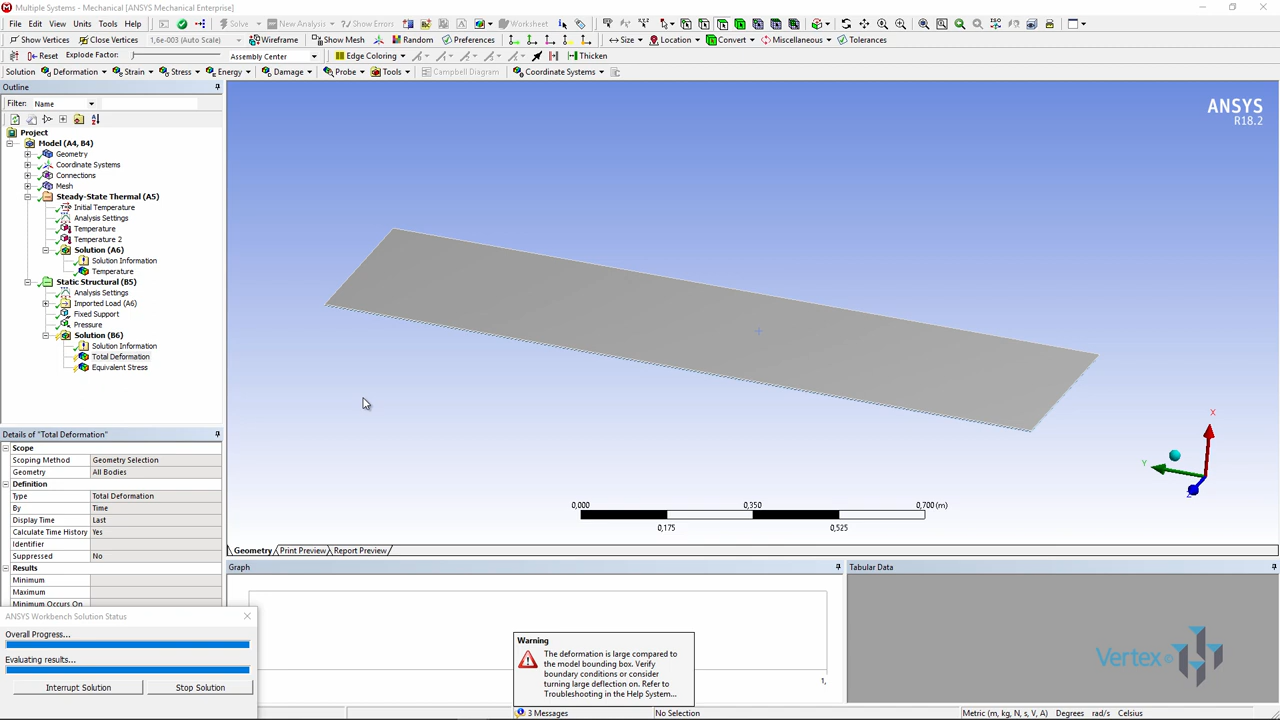 Multiple Systems - Mechanical [ANSYS Mechanical Enterprise]
File Edit View Units Tools Help Solve New Analysis Show Errors Worksheet
Show Vertices Close Vertices 1,6e-003 (Auto Scale) Wireframe Show Mesh Random Preferences Size Location Convert Miscellaneous Tolerances
Reset Explode Factor: Assembly Center Edge Coloring Thicken
Solution Deformation Strain Stress Energy Damage Probe Tools Campbell Diagram Coordinate Systems
Outline
Filter: Name
Project
Model (A4, B4)
Geometry
Coordinate Systems
Connections
Mesh
Steady-State Thermal (A5)
Initial Temperature
Analysis Settings
Temperature
Temperature 2
Solution (A6)
Solution Information
Temperature
Static Structural (B5)
Analysis Settings
Imported Load (A6)
Fixed Support
Pressure
Solution (B6)
Solution Information
Total Deformation
Equivalent Stress
Details of "Total Deformation"
Scope
Scoping Method Geometry Selection
Geometry All Bodies
Definition
Type Total Deformation
By Time
Display Time Last
Calculate Time History Yes
Identifier
Suppressed No
Results
Minimum
Maximum
Minimum Occurs On
ANSYS Workbench Solution Status
Overall Progress...
Evaluating results...
Interrupt Solution Stop Solution
ANSYS
R18.2
X
Y
Z
0,000 0,350 0,700 (m)
0,175 0,525
Geometry Print Preview Report Preview
Graph
Tabular Data
1,
Warning
The deformation is large compared to
the model bounding box. Verify
boundary conditions or consider
turning large deflection on. Refer to
Troubleshooting in the Help System...
Vertex©
3 Messages No Selection Metric (m, kg, N, s, V, A) Degrees rad/s Celsius